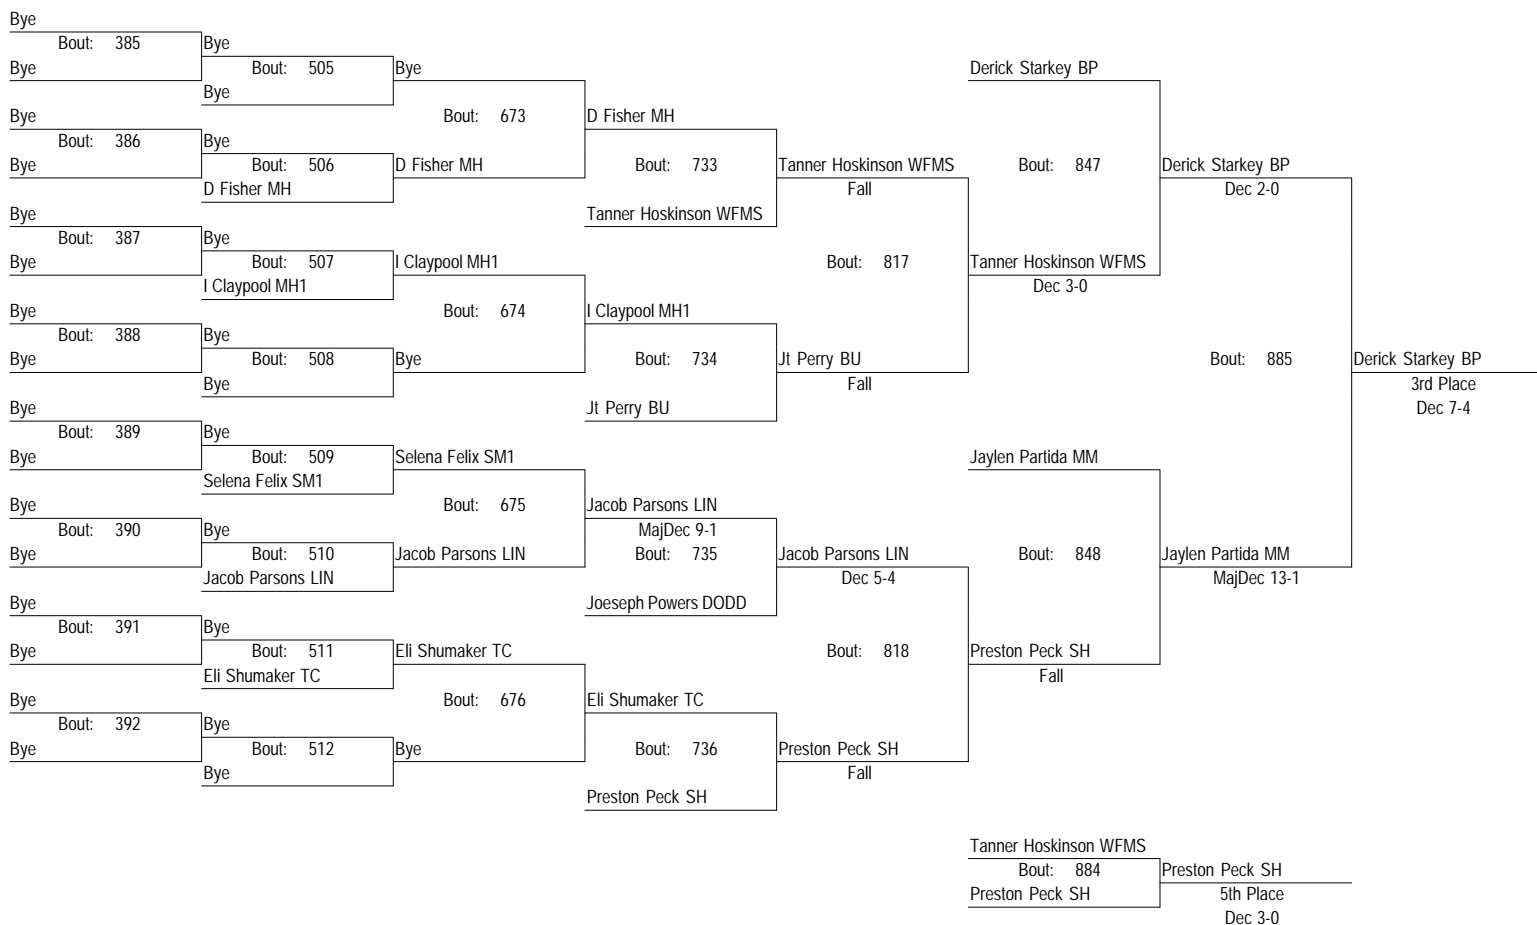 Bye
Bout: 385
Bye
Bye
Bout: 505
Bye
Bye
Bout: 386
Bye
Bye
Bout: 506
D Fisher MH
Bye
Bout: 673
D Fisher MH
Bye
Bout: 387
Bye
Bye
Bout: 507
I Claypool MH1
Bye
Bout: 388
Bye
Bye
Bout: 508
Bye
I Claypool MH1
Bout: 674
Bye
D Fisher MH
Bout: 733
Tanner Hoskinson WFMS
I Claypool MH1
Bout: 734
Jt Perry BU
Tanner Hoskinson WFMS
Fall
Bout: 817
Jt Perry BU
Fall
Bye
Bout: 389
Bye
Bye
Bout: 509
Selena Felix SM1
Bye
Bout: 390
Bye
Bye
Bout: 510
Jacob Parsons LIN
Selena Felix SM1
Bout: 675
Jacob Parsons LIN
Bye
Bout: 391
Bye
Bye
Bout: 511
Eli Shumaker TC
Bye
Bout: 392
Bye
Bye
Bout: 512
Bye
Eli Shumaker TC
Bout: 676
Bye
Jacob Parsons LIN
MajDec 9-1
Bout: 735
Joeseph Powers DODD
Eli Shumaker TC
Bout: 736
Preston Peck SH
Jacob Parsons LIN
Dec 5-4
Bout: 818
Preston Peck SH
Fall
Derick Starkey BP
Bout: 847
Tanner Hoskinson WFMS
Dec 3-0
Jaylen Partida MM
Bout: 848
Preston Peck SH
Fall
Derick Starkey BP
Dec 2-0
Bout: 885
Jaylen Partida MM
MajDec 13-1
Derick Starkey BP
3rd Place
Dec 7-4
Tanner Hoskinson WFMS
Bout: 884
Preston Peck SH
Preston Peck SH
5th Place
Dec 3-0